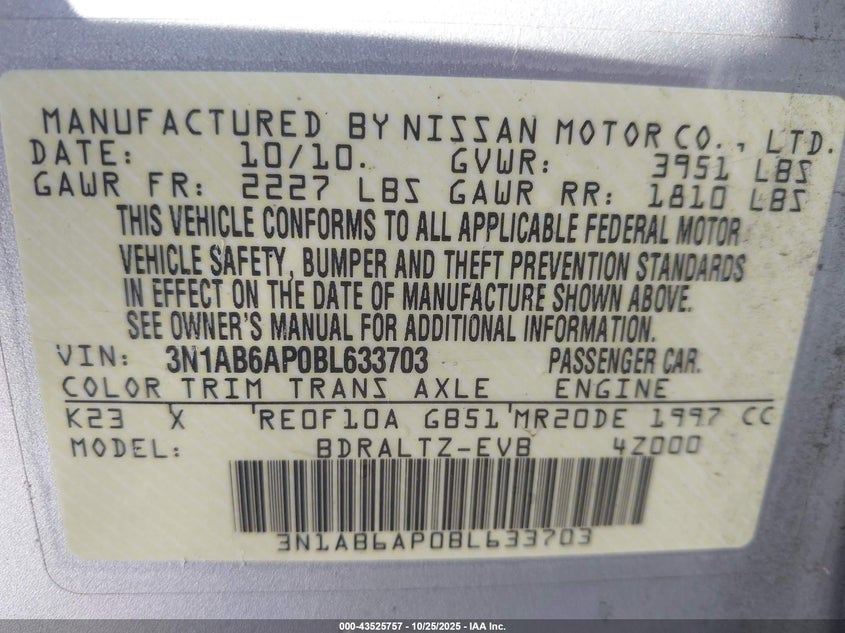 MANUFACTURED BY NISSAN MOTOR CO., LTD.
DATE: 10/10. GVWR: 3951 LBS
GAWR FR: 2227 LBS GAWR RR: 1810 LBS
THIS VEHICLE CONFORMS TO ALL APPLICABLE FEDERAL MOTOR
VEHICLE SAFETY, BUMPER AND THEFT PREVENTION STANDARDS
IN EFFECT ON THE DATE OF MANUFACTURE SHOWN ABOVE.
SEE OWNER'S MANUAL FOR ADDITIONAL INFORMATION.
VIN: 3N1AB6AP0BL633703 PASSENGER CAR.
COLOR TRIM TRANS AXLE ENGINE
K23 X RE0F10A GB51 MR20DE 1997 CC
MODEL: BDRALTZ-EVB 4Z000
3N1AB6AP0BL633703
000-43525757 - 10/25/2025 - IAA Inc.